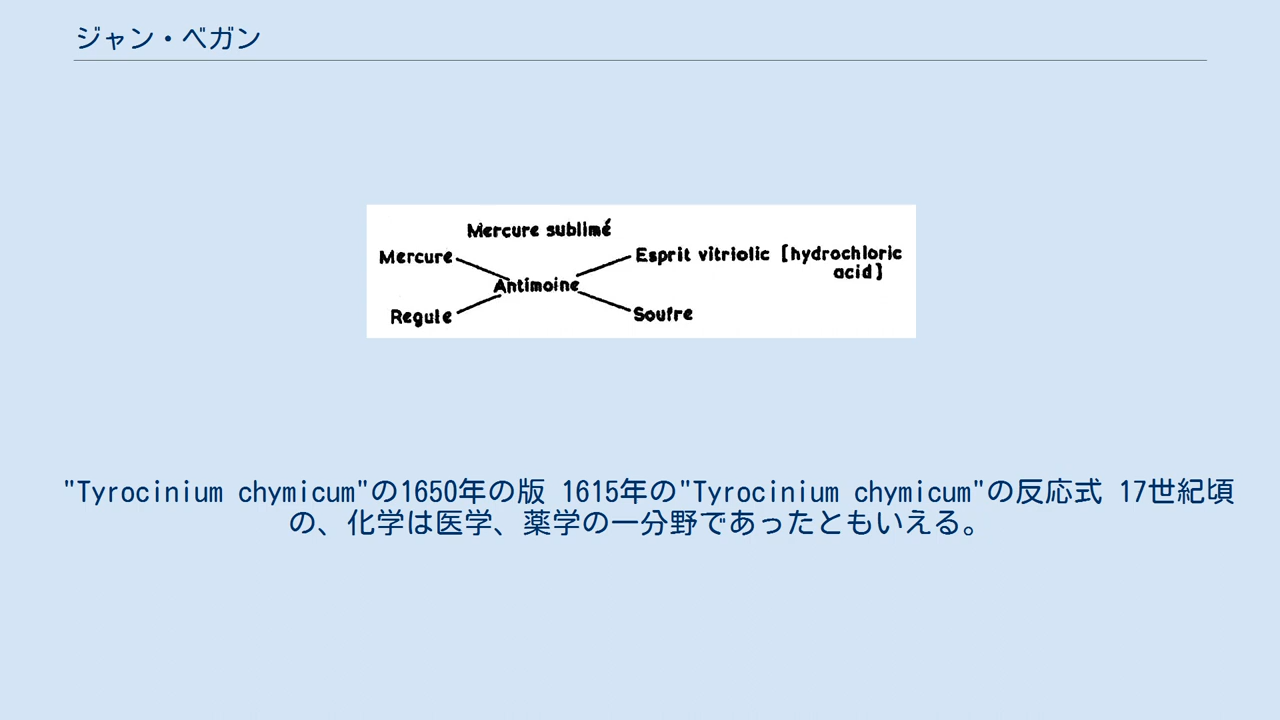 ジャン・ベガン
Mercure sublimé
Mercure
Esprit vitriolic [hydrochloric
acid]
Antimoine
Regule
Soufre
"Tyrocinium chymicum"の1650年の版 1615年の"Tyrocinium chymicum"の反応式 17世紀頃
の、化学は医学、薬学の一分野であったともいえる。